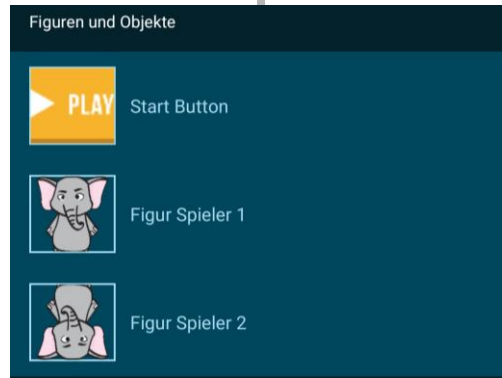 Figuren und Objekte
PLAY
Start Button
Figur Spieler 1
Figur Spieler 2